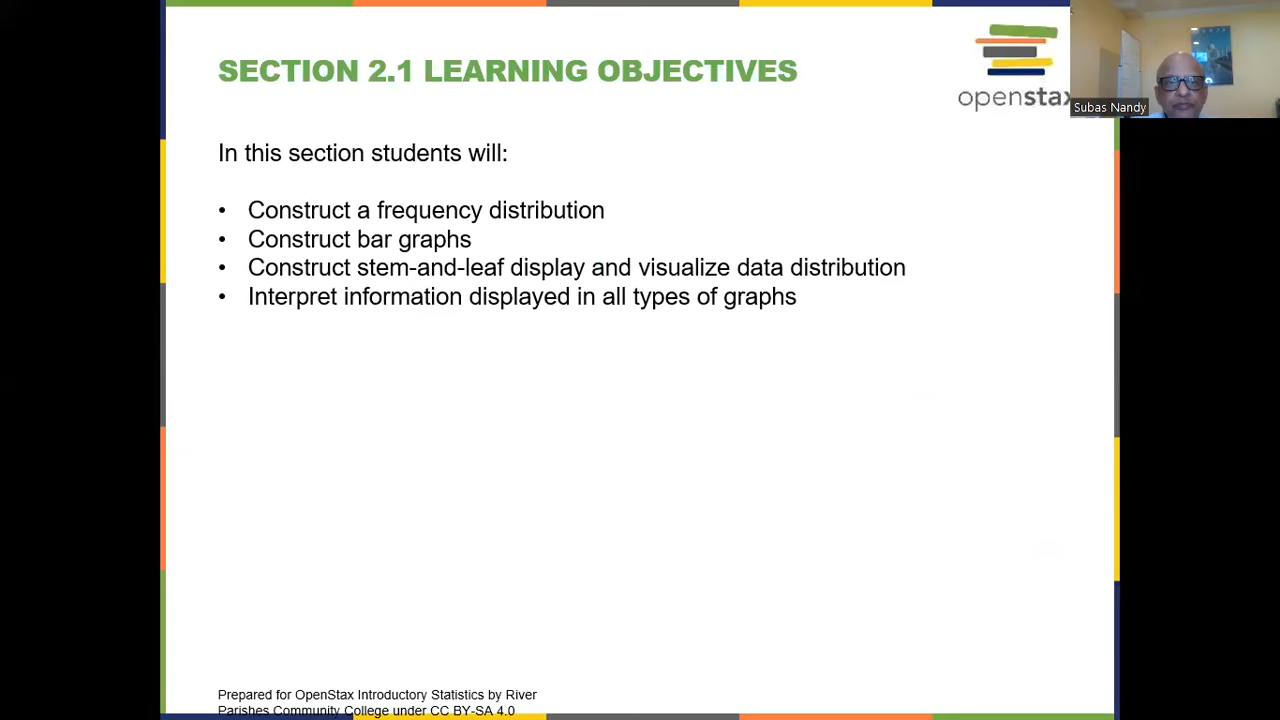 SECTION 2.1 LEARNING OBJECTIVES
openstax
Subas Nandy
In this section students will:
• Construct a frequency distribution
• Construct bar graphs
• Construct stem-and-leaf display and visualize data distribution
• Interpret information displayed in all types of graphs
Prepared for OpenStax Introductory Statistics by River
Parishes Community College under CC BY-SA 4.0